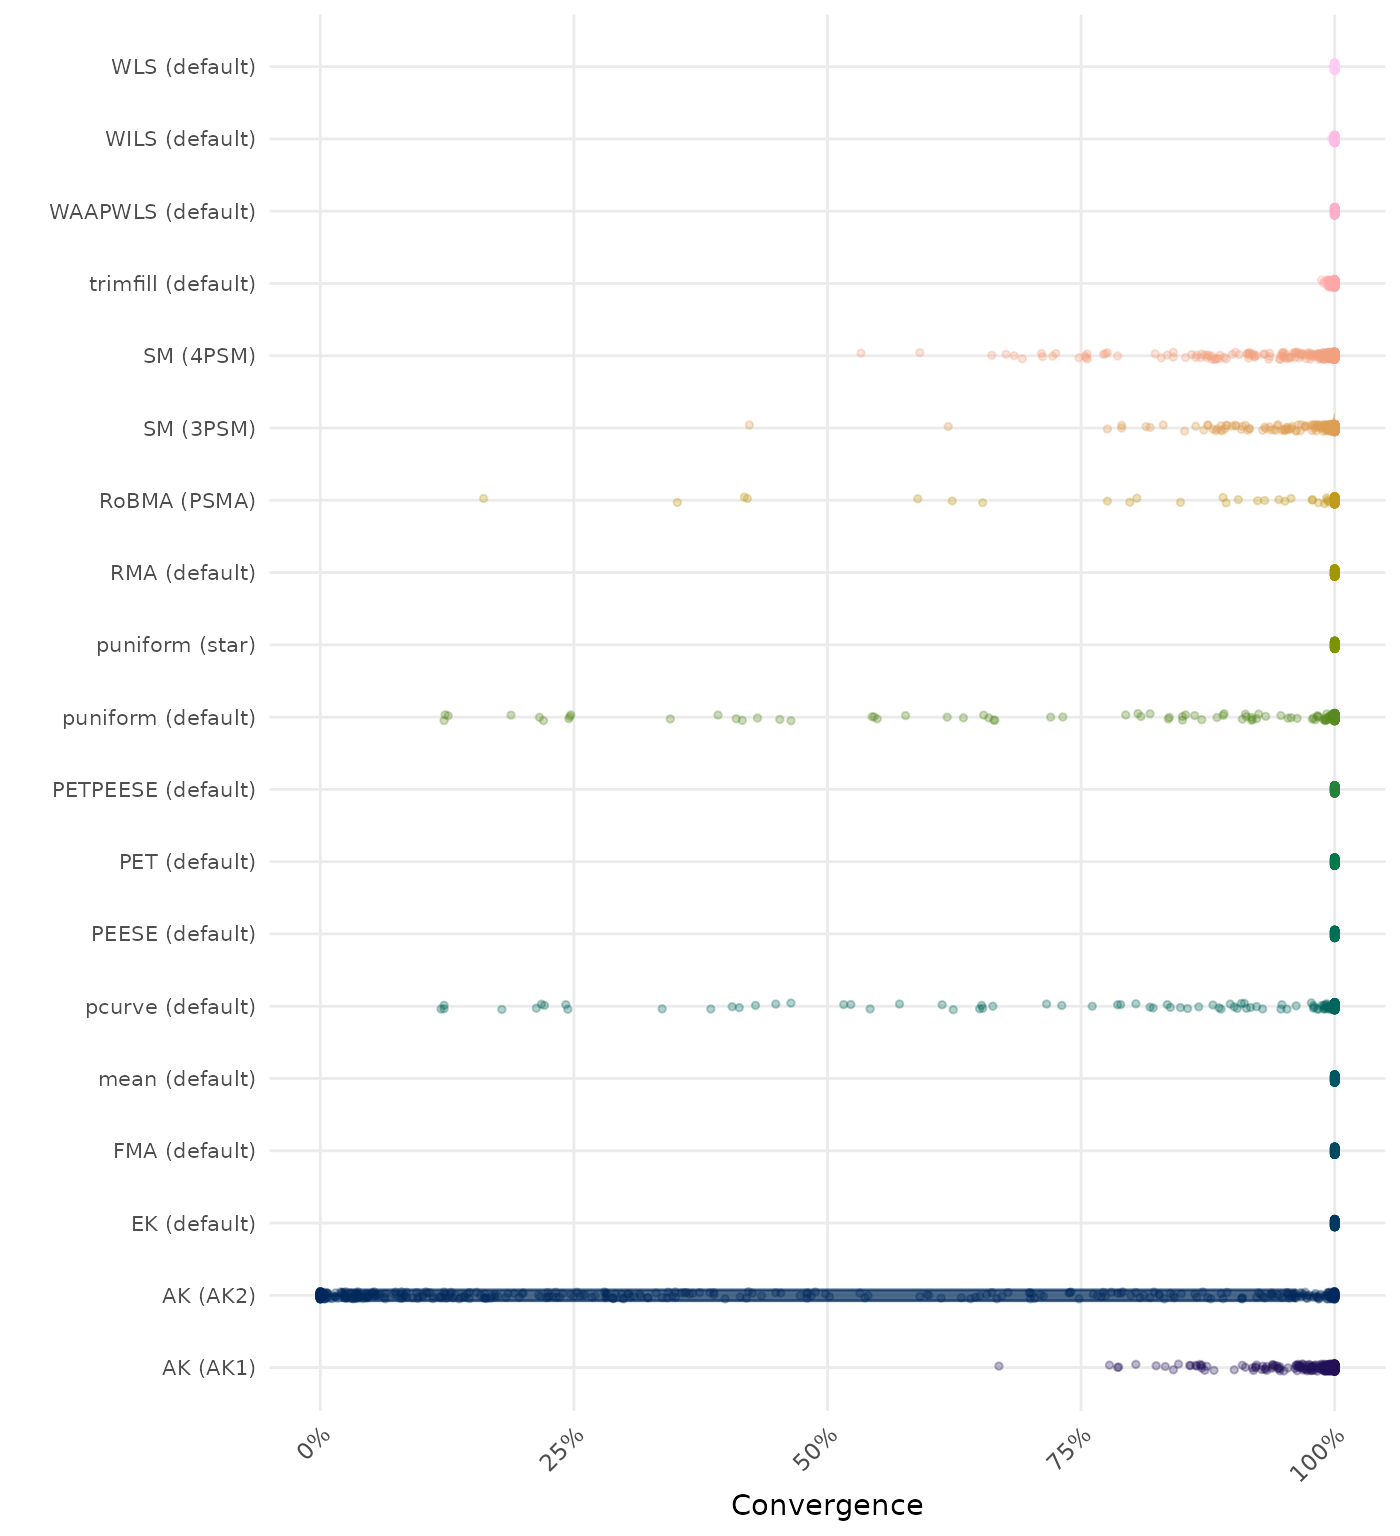 WLS (default)
WILS (default)
WAAPWLS (default)
trimfill (default)
SM (4PSM)
SM (3PSM)
RoBMA (PSMA)
RMA (default)
puniform (star)
puniform (default)
PETPEESE (default)
PET (default)
PEESE (default)
pcurve (default)
mean (default)
FMA (default)
EK (default)
AK (AK2)
AK (AK1)
0% 25% 50% 75% 100%
Convergence